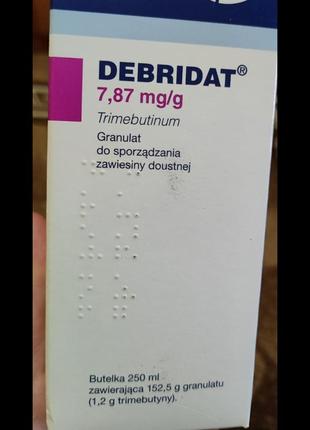 DEBRIDAT®
7,87 mg/g
Trimebutinum
Granulat
do sporządzania
zawiesiny doustnej
Butelka 250 ml
zawierająca 152,5 g granulatu
(1,2 g trimebutyny).